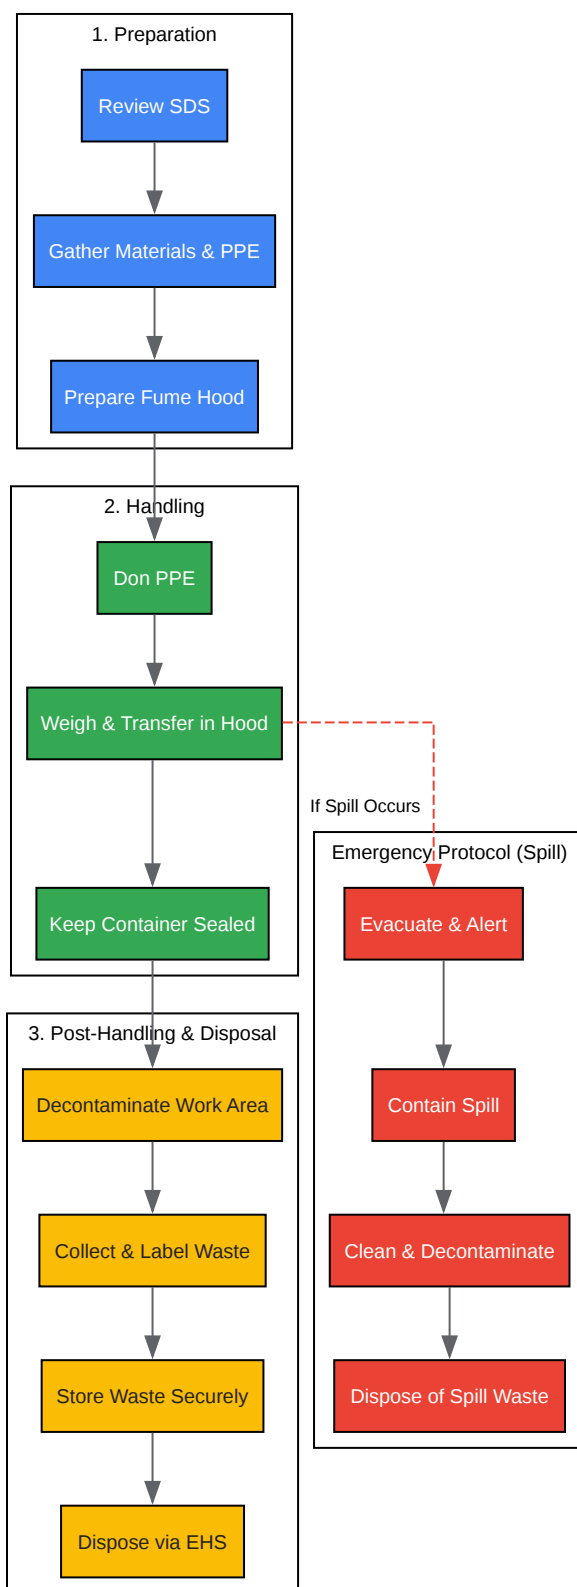 1. Preparation
Review SDS
Gather Materials & PPE
Prepare Fume Hood
2. Handling
Don PPE
Weigh & Transfer in Hood
If Spill Occurs
Keep Container Sealed
Emergency Protocol (Spill)
Evacuate & Alert
Contain Spill
Clean & Decontaminate
Dispose of Spill Waste
3. Post-Handling & Disposal
Decontaminate Work Area
Collect & Label Waste
Store Waste Securely
Dispose via EHS